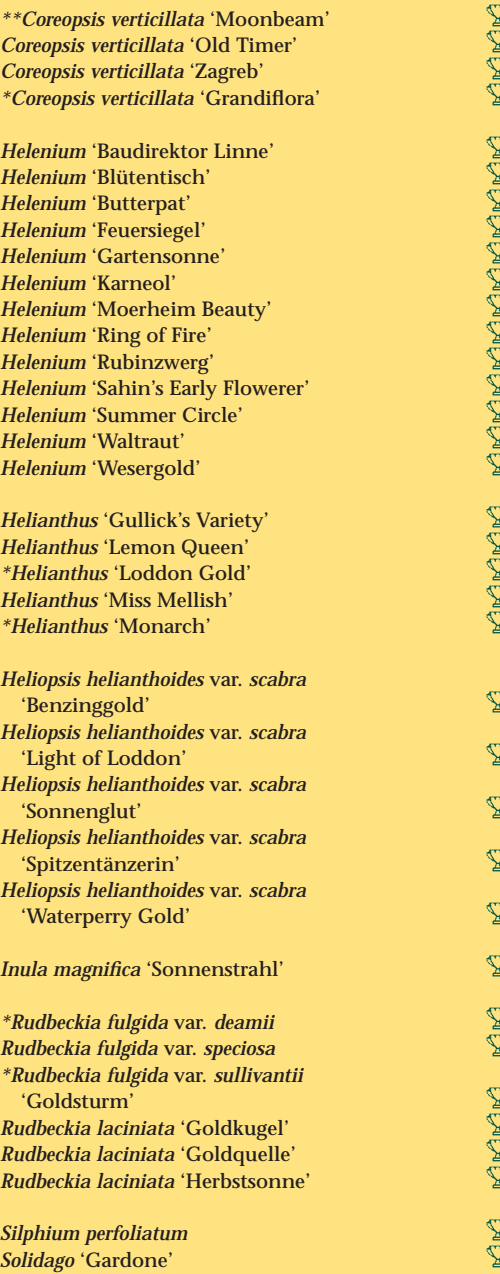 **Coreopsis verticillata ‘Moonbeam’
Coreopsis verticillata ‘Old Timer’
Coreopsis verticillata ‘Zagreb’
*Coreopsis verticillata ‘Grandiflora’
Helenium ‘Baudirektor Linne’
Helenium ‘Blütentisch’
Helenium ‘Butterpat’
Helenium ‘Feuersiegel’
Helenium ‘Gartensonne’
Helenium ‘Karneol’
Helenium ‘Moerheim Beauty’
Helenium ‘Ring of Fire’
Helenium ‘Rubinzwerg’
Helenium ‘Sahin’s Early Flowerer’
Helenium ‘Summer Circle’
Helenium ‘Waltraut’
Helenium ‘Wesergold’
Helianthus ‘Gullick’s Variety’
Helianthus ‘Lemon Queen’
*Helianthus ‘Loddon Gold’
Helianthus ‘Miss Mellish’
*Helianthus ‘Monarch’
Heliopsis helianthoides var. scabra
‘Benzinggold’
Heliopsis helianthoides var. scabra
‘Light of Loddon’
Heliopsis helianthoides var. scabra
‘Sonnenglut’
Heliopsis helianthoides var. scabra
‘Spitzentänzerin’
Heliopsis helianthoides var. scabra
‘Waterperry Gold’
Inula magnifica ‘Sonnenstrahl’
*Rudbeckia fulgida var. deamii
Rudbeckia fulgida var. speciosa
*Rudbeckia fulgida var. sullivantii
‘Goldsturm’
Rudbeckia laciniata ‘Goldkugel’
Rudbeckia laciniata ‘Goldquelle’
Rudbeckia laciniata ‘Herbstsonne’
Silphium perfoliatum
Solidago ‘Gardone’